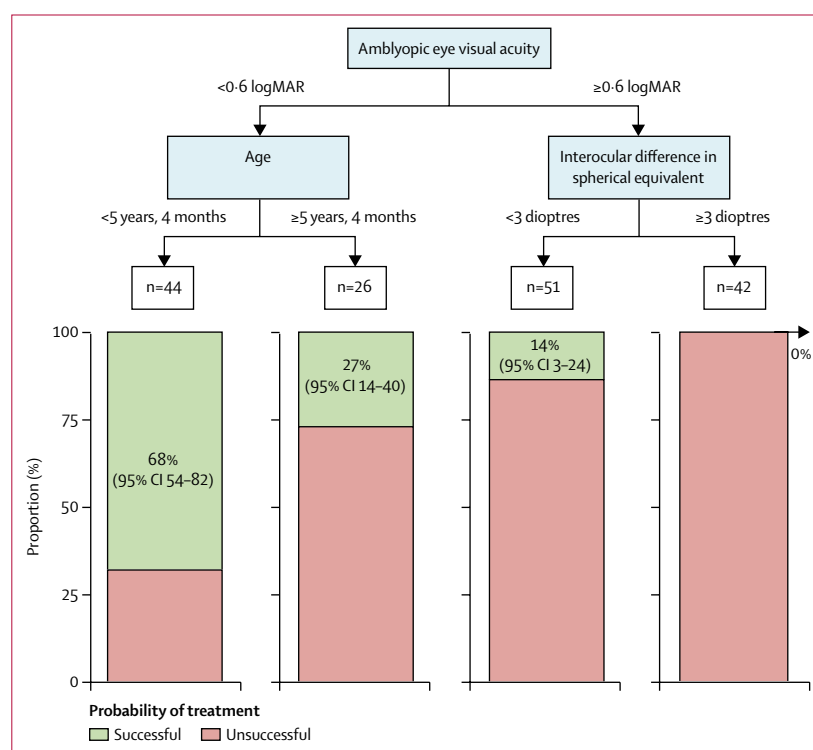 Amblyopic eye visual acuity
<0·6 logMAR
≥0·6 logMAR
Age
Interocular difference in
spherical equivalent
<5 years, 4 months
≥5 years, 4 months
<3 dioptres
≥3 dioptres
n=44
n=26
n=51
n=42
100
75
50
25
0
Proportion (%)
68%
(95% CI 54–82)
27%
(95% CI 14–40)
14%
(95% CI 3–24)
0%
Probability of treatment
Successful
Unsuccessful